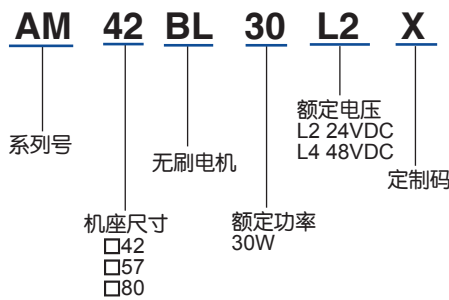 AM 42 BL 30 L2 X
系列号
机座尺寸
□42
□57
□80
无刷电机
额定功率
30W
额定电压
L2 24VDC
L4 48VDC
定制码